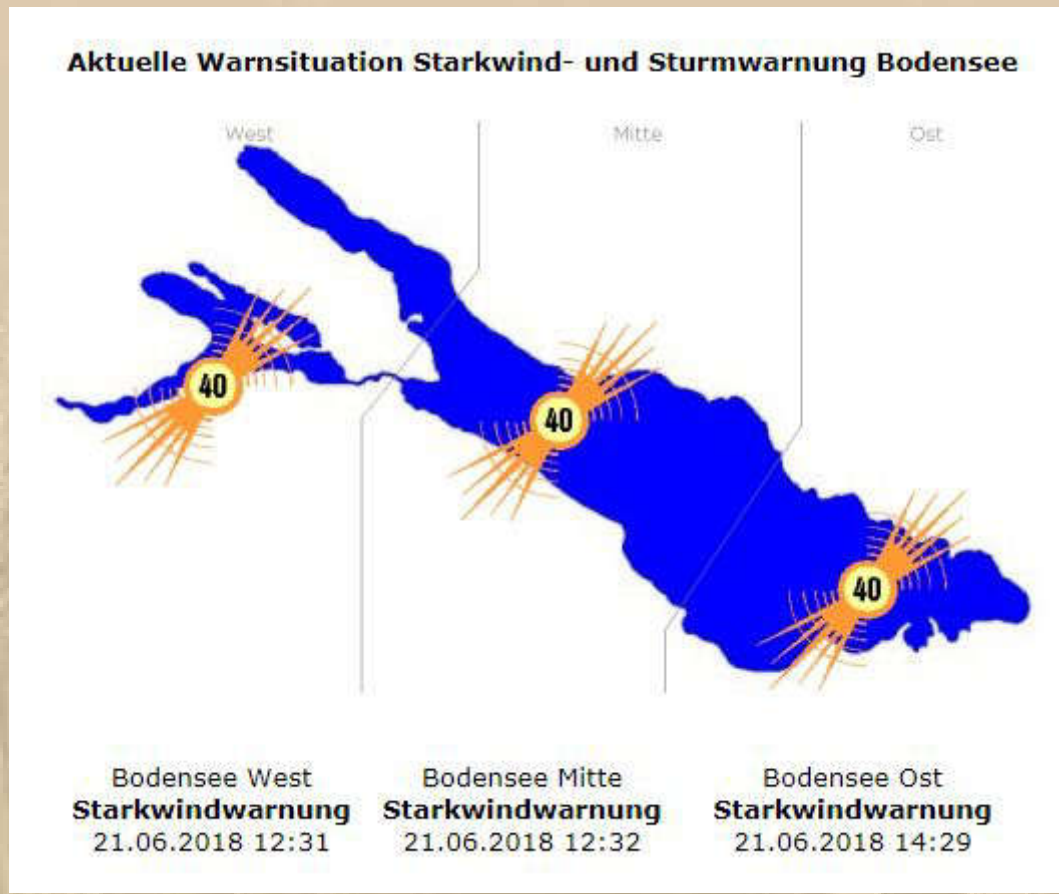 Aktuelle Warnsituation Starkwind- und Sturmwarnung Bodensee
West Mitte Ost
40
40
40
Bodensee West
Starkwindwarnung
21.06.2018 12:31
Bodensee Mitte
Starkwindwarnung
21.06.2018 12:32
Bodensee Ost
Starkwindwarnung
21.06.2018 14:29